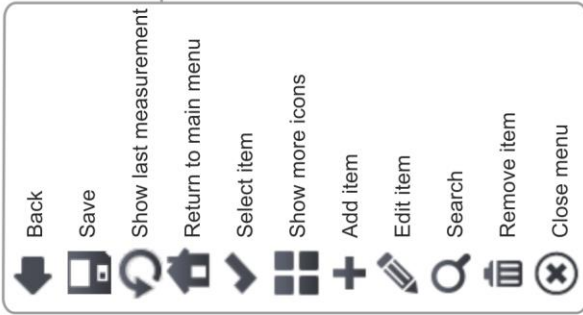 Back
Save
Show last measurement
Return to main menu
Select item
Show more icons
Add item
Edit item
Search
Remove item
Close menu